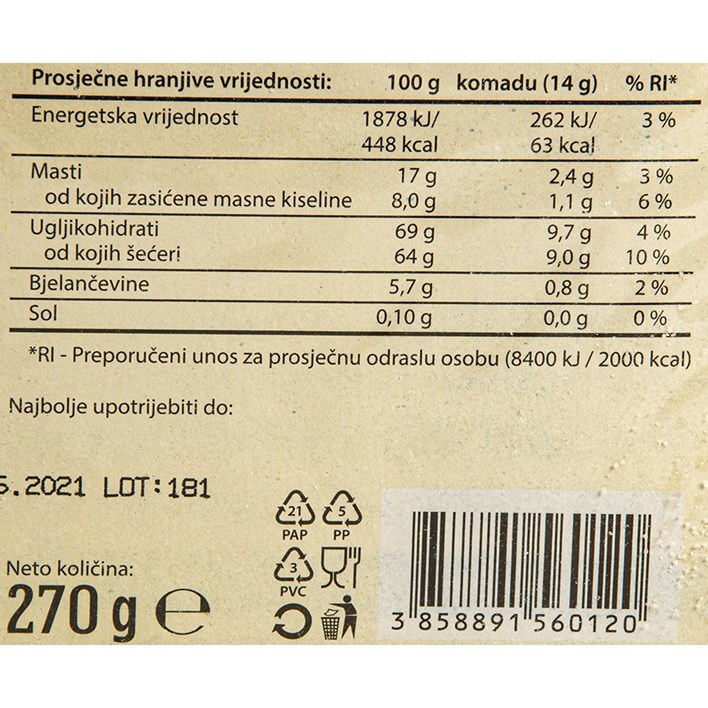 Prosječne hranjive vrijednosti: 100 g komadu (14 g) % RI*
Energetska vrijednost 1878 kJ/ 262 kJ/ 3 %
448 kcal 63 kcal
Masti 17 g 2,4 g 3 %
od kojih zasićene masne kiseline 8,0 g 1,1 g 6 %
Ugljikohidrati 69 g 9,7 g 4 %
od kojih šećeri 64 g 9,0 g 10 %
Bjelančevine 5,7 g 0,8 g 2 %
Sol 0,10 g 0,0 g 0 %
*RI - Preporučeni unos za prosječnu odraslu osobu (8400 kJ / 2000 kcal)
Najbolje upotrijebiti do:
5.2021 LOT:181
21 5
PAP PP
3
PVC
Neto količina:
270 g e
3 858891 560120